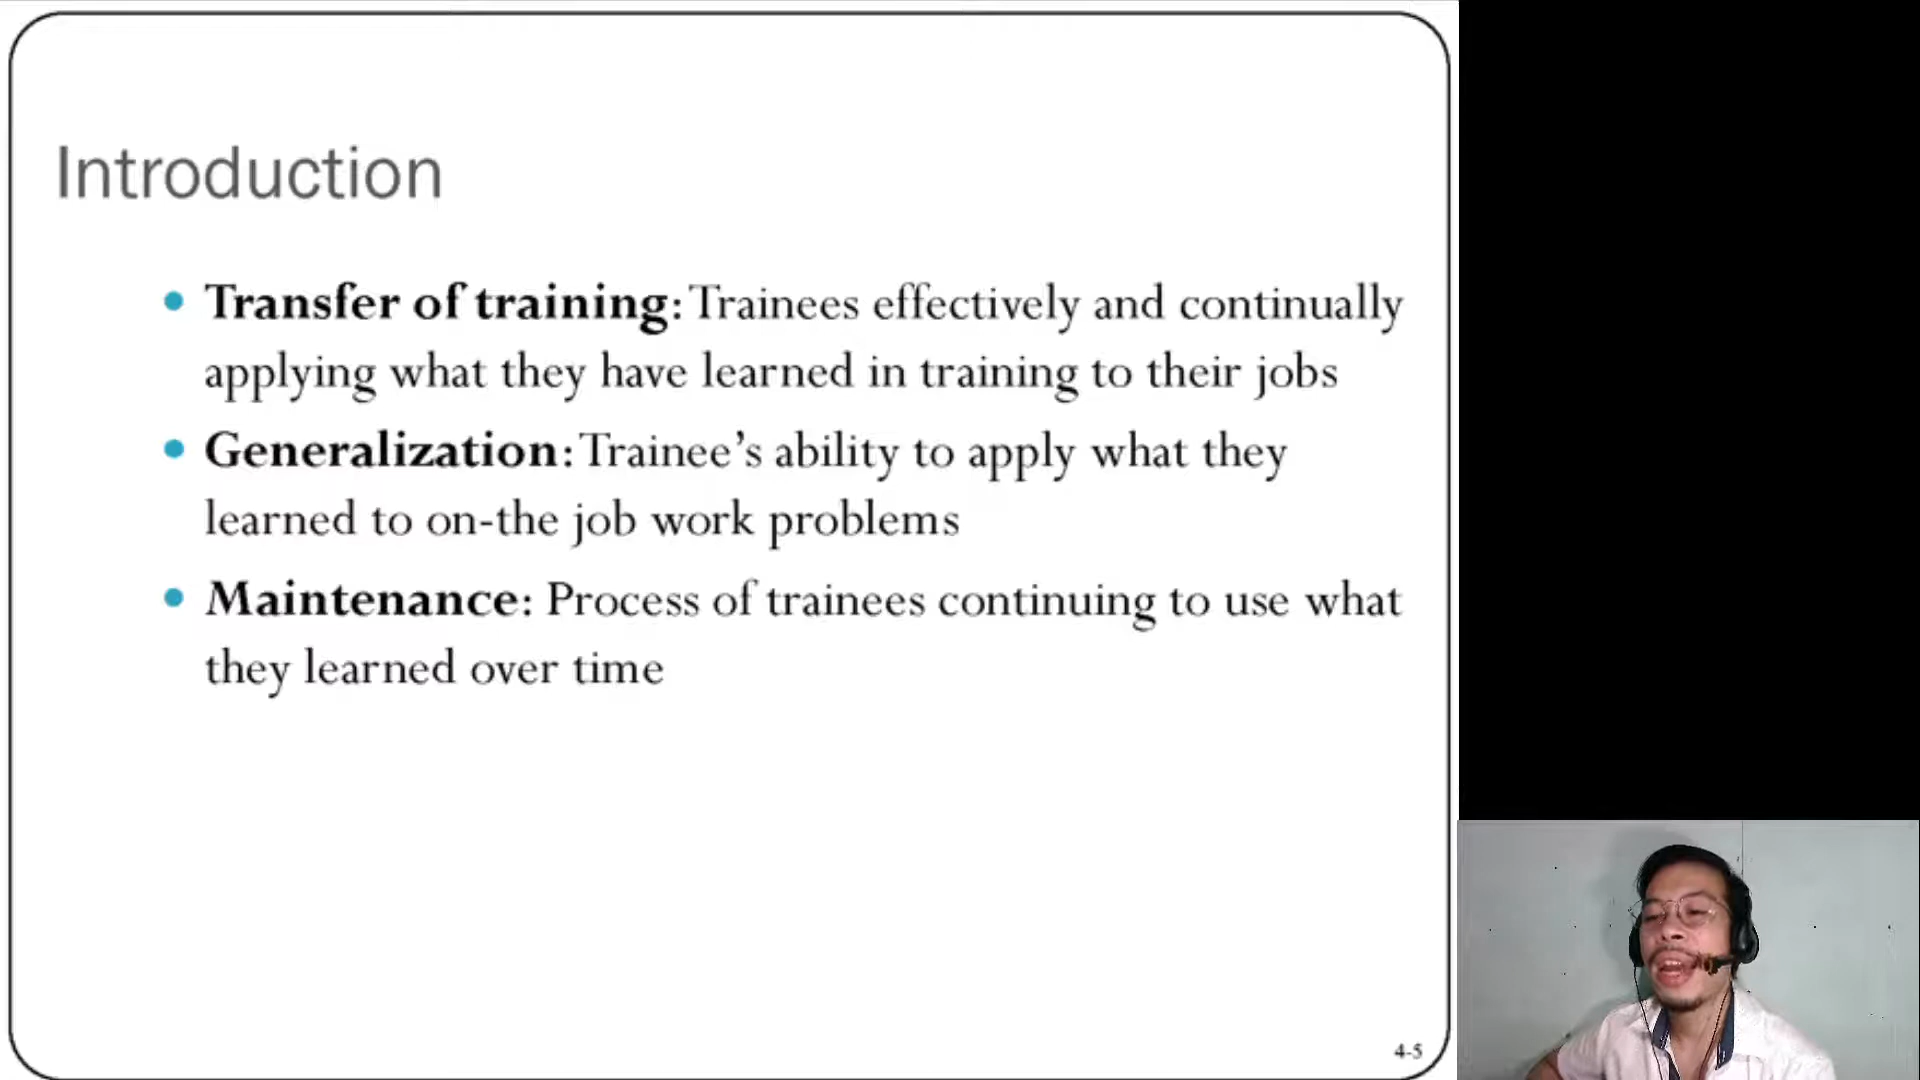 Introduction
• Transfer of training: Trainees effectively and continually
applying what they have learned in training to their jobs
• Generalization: Trainee’s ability to apply what they
learned to on-the job work problems
• Maintenance: Process of trainees continuing to use what
they learned over time
4-5